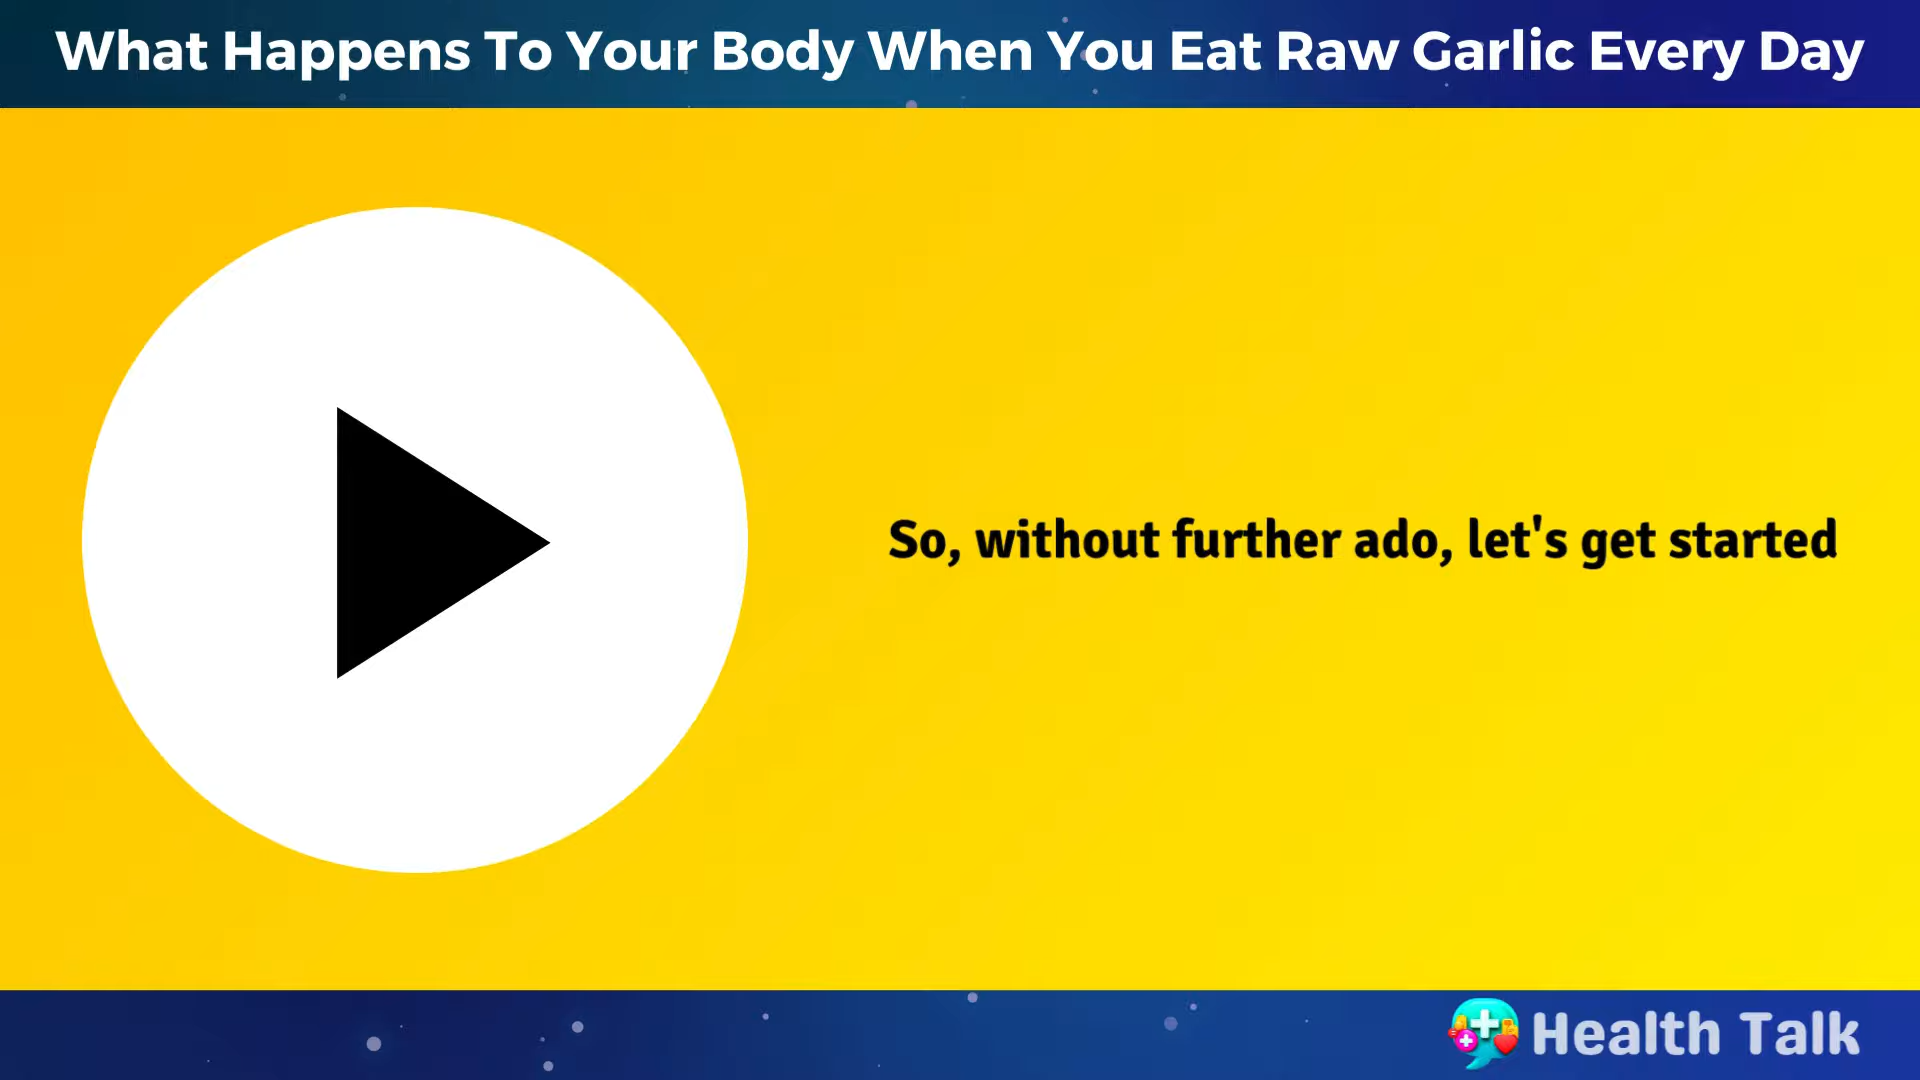 What Happens To Your Body When You Eat Raw Garlic Every Day
So, without further ado, let's get started
Health Talk